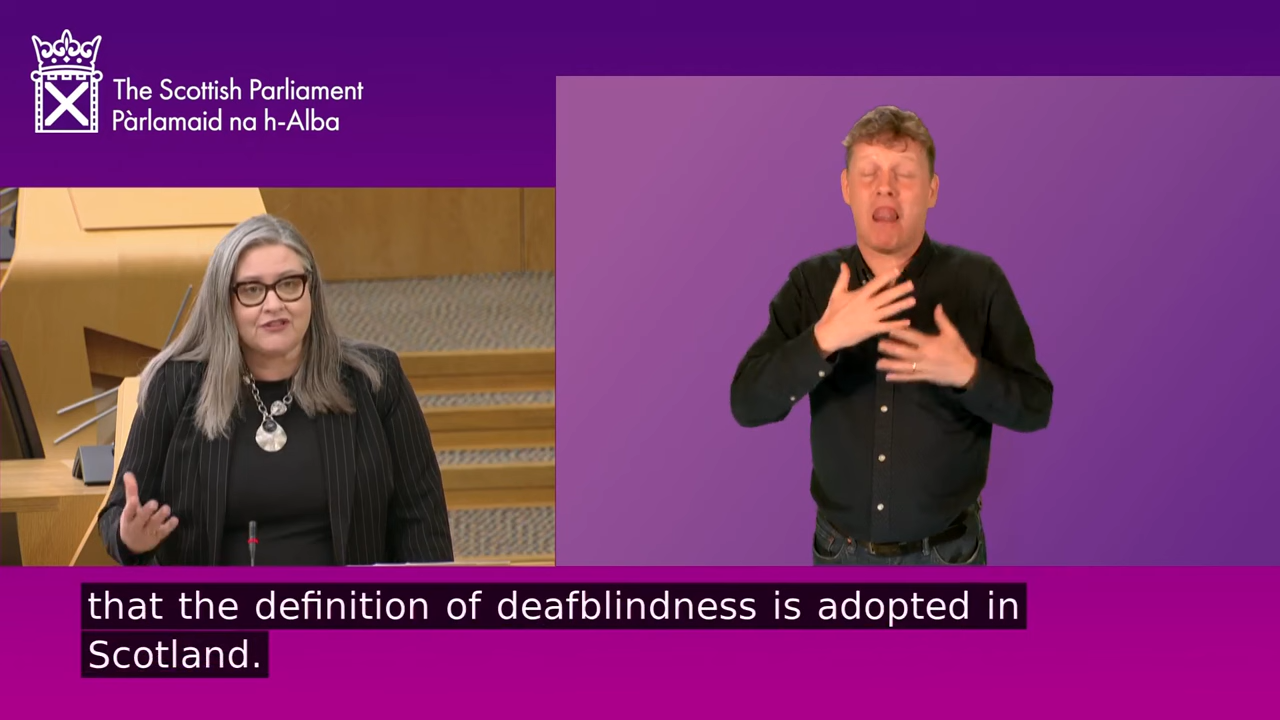 The Scottish Parliament
Pàrlamaid na h-Alba
that the definition of deafblindness is adopted in
Scotland.